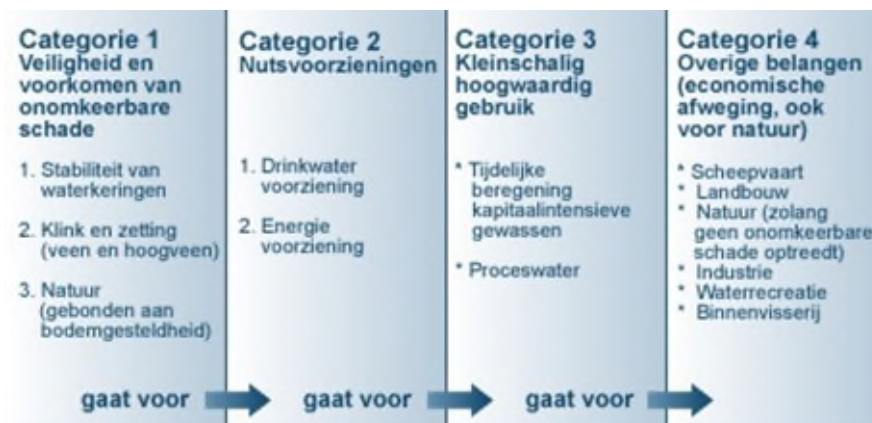 Categorie 1
Veiligheid en
voorkomen van
onomkeerbare
schade
1. Stabiliteit van
waterkeringen
2. Klink en zetting
(veen en hoogveen)
3. Natuur
(gebonden aan
bodemgesteldheid)
gaat voor
Categorie 2
Nutsvoorzieningen
1. Drinkwater
voorziening
2. Energie
voorziening
gaat voor
Categorie 3
Kleinschalig
hoogwaardig
gebruik
* Tijdelijke
beregening
kapitaalintensieve
gewassen
* Proceswater
gaat voor
Categorie 4
Overige belangen
(economische
afweging, ook
voor natuur)
* Scheepvaart
* Landbouw
* Natuur (zolang
geen onomkeerbare
schade optreedt)
* Industrie
* Waterrecreatie
* Binnenvisserij